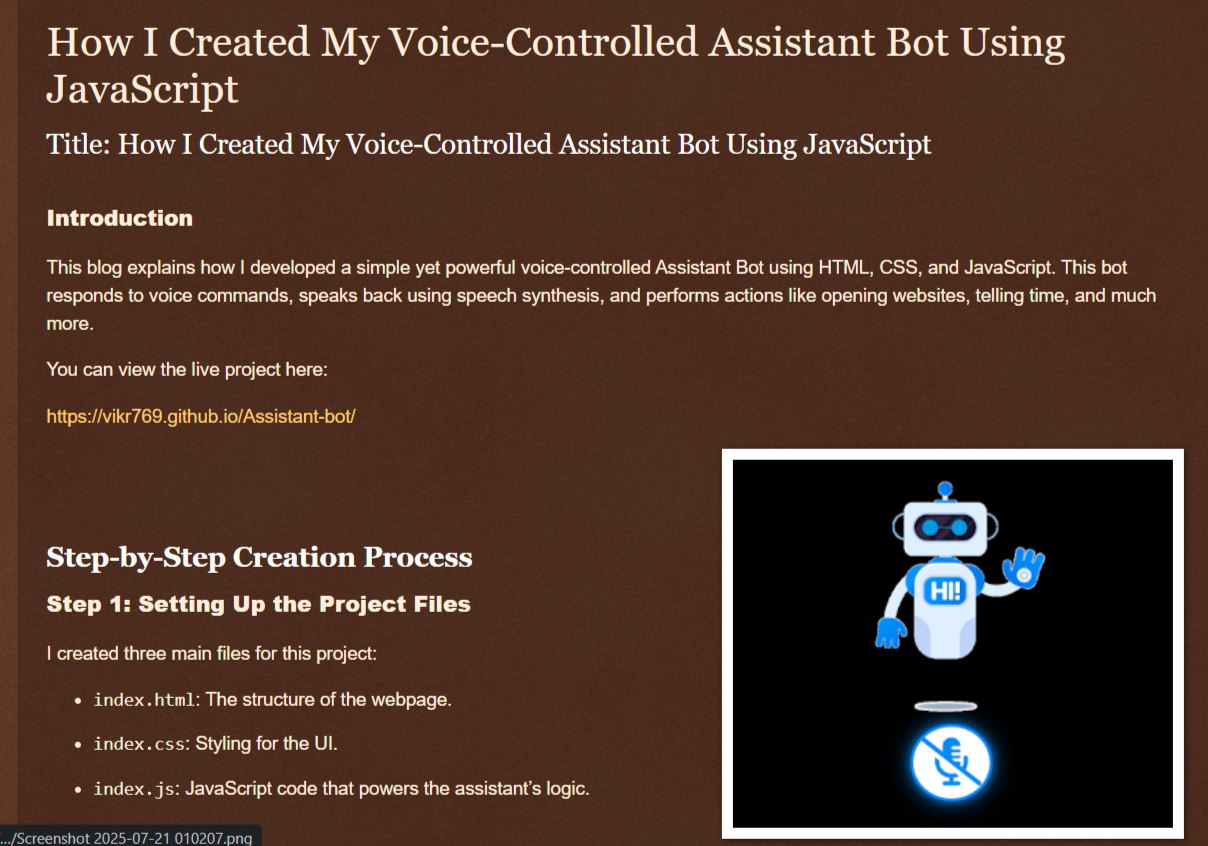 How I Created My Voice-Controlled Assistant Bot Using
JavaScript
Title: How I Created My Voice-Controlled Assistant Bot Using JavaScript
Introduction
This blog explains how I developed a simple yet powerful voice-controlled Assistant Bot using HTML, CSS, and JavaScript. This bot
responds to voice commands, speaks back using speech synthesis, and performs actions like opening websites, telling time, and much
more.
You can view the live project here:
https://vikr769.github.io/Assistant-bot/
HI!
Step-by-Step Creation Process
Step 1: Setting Up the Project Files
I created three main files for this project:
• index.html: The structure of the webpage.
• index.css: Styling for the UI.
• index.js: JavaScript code that powers the assistant’s logic.
.../Screenshot 2025-07-21 010207.png